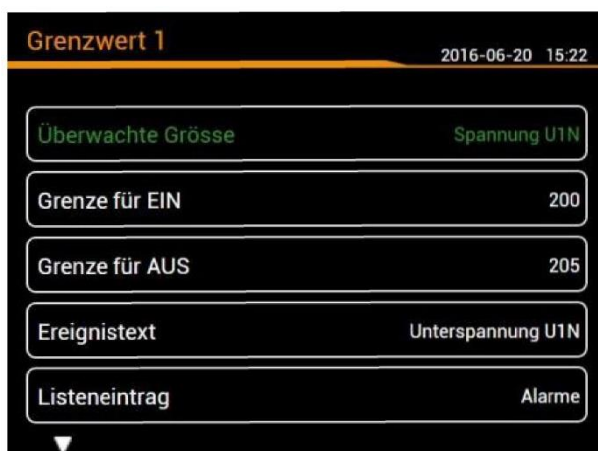 Grenzwert 1
2016-06-20 15:22
Überwachte Grösse Spannung U1N
Grenze für EIN 200
Grenze für AUS 205
Ereignistext Unterspannung U1N
Listeneintrag Alarme